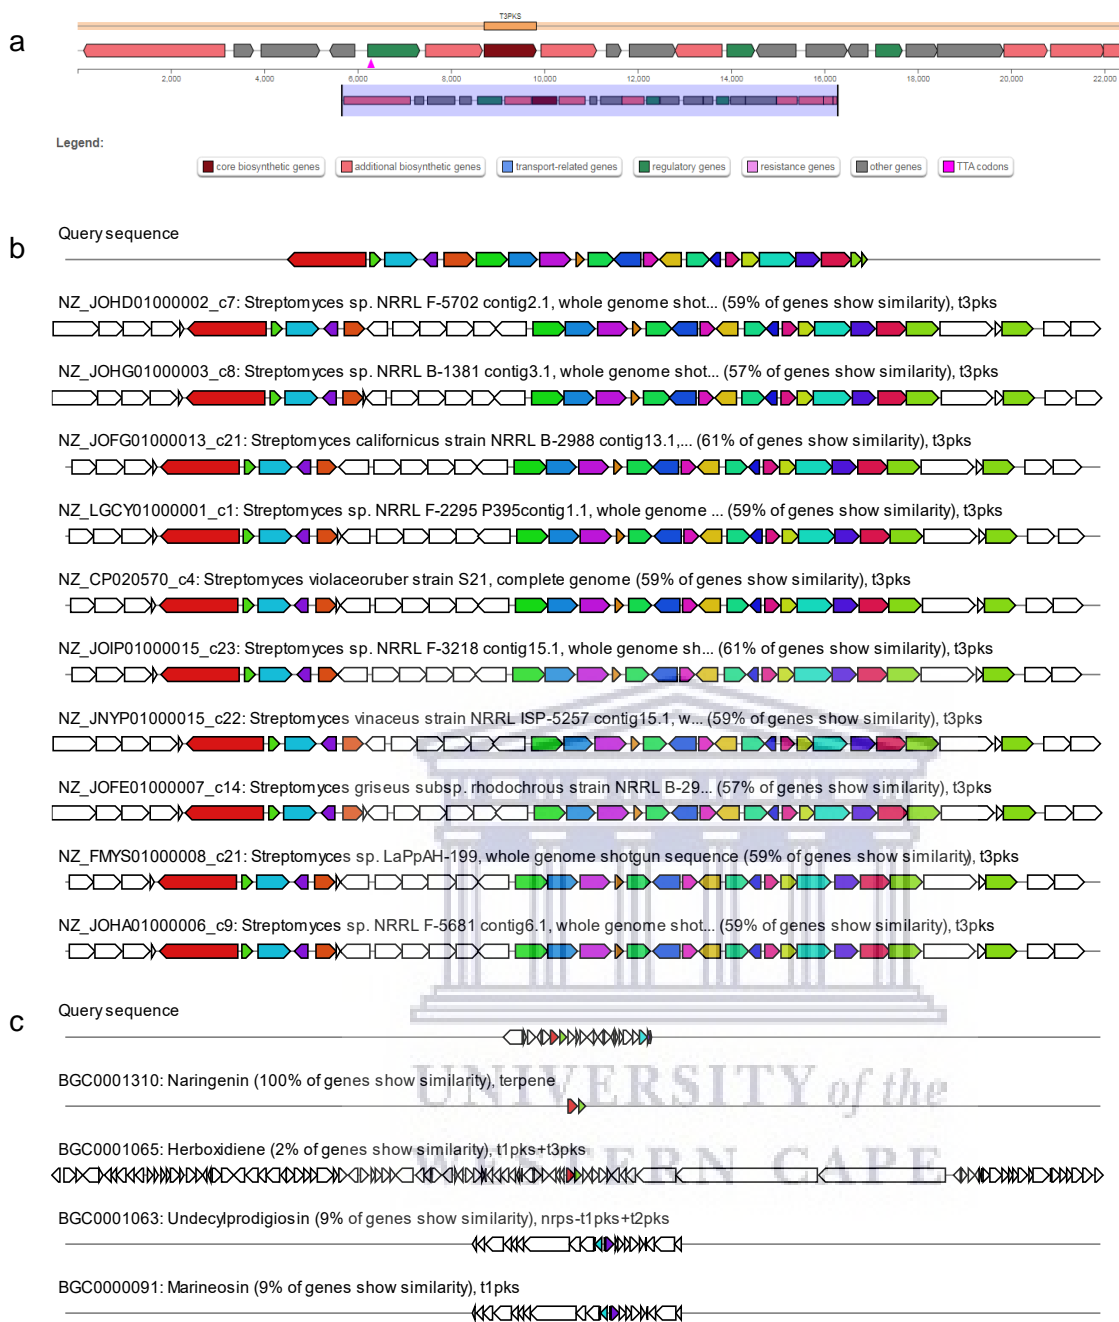 a
T3PKS
2,000 4,000 6,000 8,000 10,000 12,000 14,000 16,000 18,000 20,000 22,000
Legend:
core biosynthetic genes additional biosynthetic genes transport-related genes regulatory genes resistance genes other genes TTA codons
b
Query sequence
NZ_JOHD01000002_c7: Streptomyces sp. NRRL F-5702 contig2.1, whole genome shot... (59% of genes show similarity), t3pks
NZ_JOHG01000003_c8: Streptomyces sp. NRRL B-1381 contig3.1, whole genome shot... (57% of genes show similarity), t3pks
NZ_JOFG01000013_c21: Streptomyces californicus strain NRRL B-2988 contig13.1,... (61% of genes show similarity), t3pks
NZ_LGCY01000001_c1: Streptomyces sp. NRRL F-2295 P395contig1.1, whole genome ... (59% of genes show similarity), t3pks
NZ_CP020570_c4: Streptomyces violaceoruber strain S21, complete genome (59% of genes show similarity), t3pks
NZ_JOIP01000015_c23: Streptomyces sp. NRRL F-3218 contig15.1, whole genome sh... (61% of genes show similarity), t3pks
NZ_JNYP01000015_c22: Streptomyces vinaceus strain NRRL ISP-5257 contig15.1, w... (59% of genes show similarity), t3pks
NZ_JOFE01000007_c14: Streptomyces griseus subsp. rhodochrous strain NRRL B-29... (57% of genes show similarity), t3pks
NZ_FMYS01000008_c21: Streptomyces sp. LaPpAH-199, whole genome shotgun sequence (59% of genes show similarity), t3pks
NZ_JOHA01000006_c9: Streptomyces sp. NRRL F-5681 contig6.1, whole genome shot... (59% of genes show similarity), t3pks
c
Query sequence
BGC0001310: Naringenin (100% of genes show similarity), terpene
UNIVERSITY of the
BGC0001065: Herboxidiene (2% of genes show similarity), t1pks+t3pks
WESTERN CAPE
BGC0001063: Undecylprodigiosin (9% of genes show similarity), nrps-t1pks+t2pks
BGC0000091: Marineosin (9% of genes show similarity), t1pks